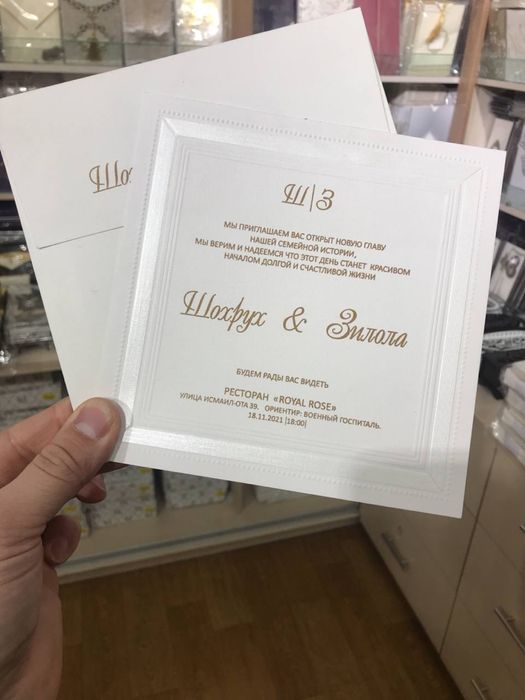 Шох
Ш|З
МЫ ПРИГЛАШАЕМ ВАС ОТКРЫТ НОВУЮ ГЛАВУ
НАШЕЙ СЕМЕЙНОЙ ИСТОРИИ,
МЫ ВЕРИМ И НАДЕЕМСЯ ЧТО ЭТОТ ДЕНЬ СТАНЕТ КРАСИВОМ
НАЧАЛОМ ДОЛГОЙ И СЧАСТЛИВОЙ ЖИЗНИ
Шохрух & Зилола
БУДЕМ РАДЫ ВАС ВИДЕТЬ
РЕСТОРАН «ROYAL ROSE»
УЛИЦА ИСМАИЛ-ОТА 39. ОРИЕНТИР: ВОЕННЫЙ ГОСПИТАЛЬ.
18.11.2021 |18:00|